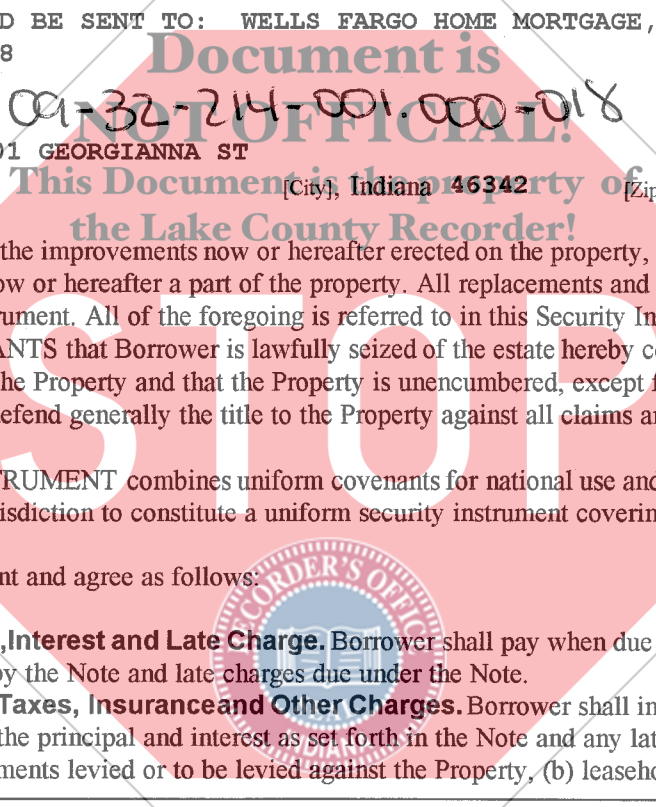 D BE SENT TO: WELLS FARGO HOME MORTGAGE,
8
Document is
09-32-214-001.000-018
NOT OFFICIAL!
01 GEORGIANNA ST
This Document is the property of
[City], Indiana 46342 [Zip
the Lake County Recorder!
the improvements now or hereafter erected on the property,
ow or hereafter a part of the property. All replacements and
rument. All of the foregoing is referred to in this Security In
ANTS that Borrower is lawfully seized of the estate hereby c
he Property and that the Property is unencumbered, except f
efend generally the title to the Property against all claims a
STOP
RUMENT combines uniform covenants for national use and
isdiction to constitute a uniform security instrument coverin
nt and agree as follows:
RECORDER'S OFFIC
,Interest and Late Charge. Borrower shall pay when due
by the Note and late charges due under the Note.
Taxes, Insurance and Other Charges. Borrower shall in
the principal and interest as set forth in the Note and any lat
ments levied or to be levied against the Property, (b) leaseho